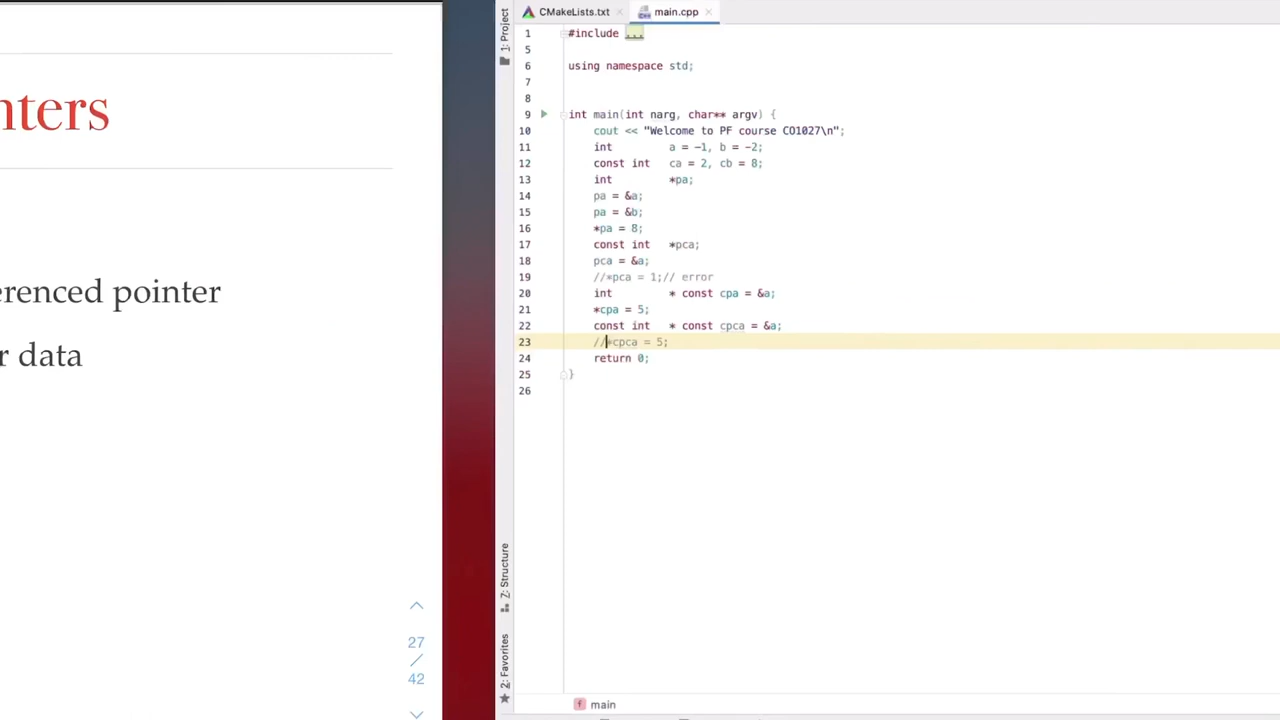 nters
erenced pointer
r data
27
/
42
1: Project
7: Structure
2: Favorites
CMakeLists.txt
main.cpp
1 #include ...
5
6 using namespace std;
7
8
9 int main(int narg, char** argv) {
10 cout << "Welcome to PF course CO1027\n";
11 int a = -1, b = -2;
12 const int ca = 2, cb = 8;
13 int *pa;
14 pa = &a;
15 pa = &b;
16 *pa = 8;
17 const int *pca;
18 pca = &a;
19 //*pca = 1;// error
20 int * const cpa = &a;
21 *cpa = 5;
22 const int * const cpca = &a;
23 //*cpca = 5;
24 return 0;
25 }
26
f main